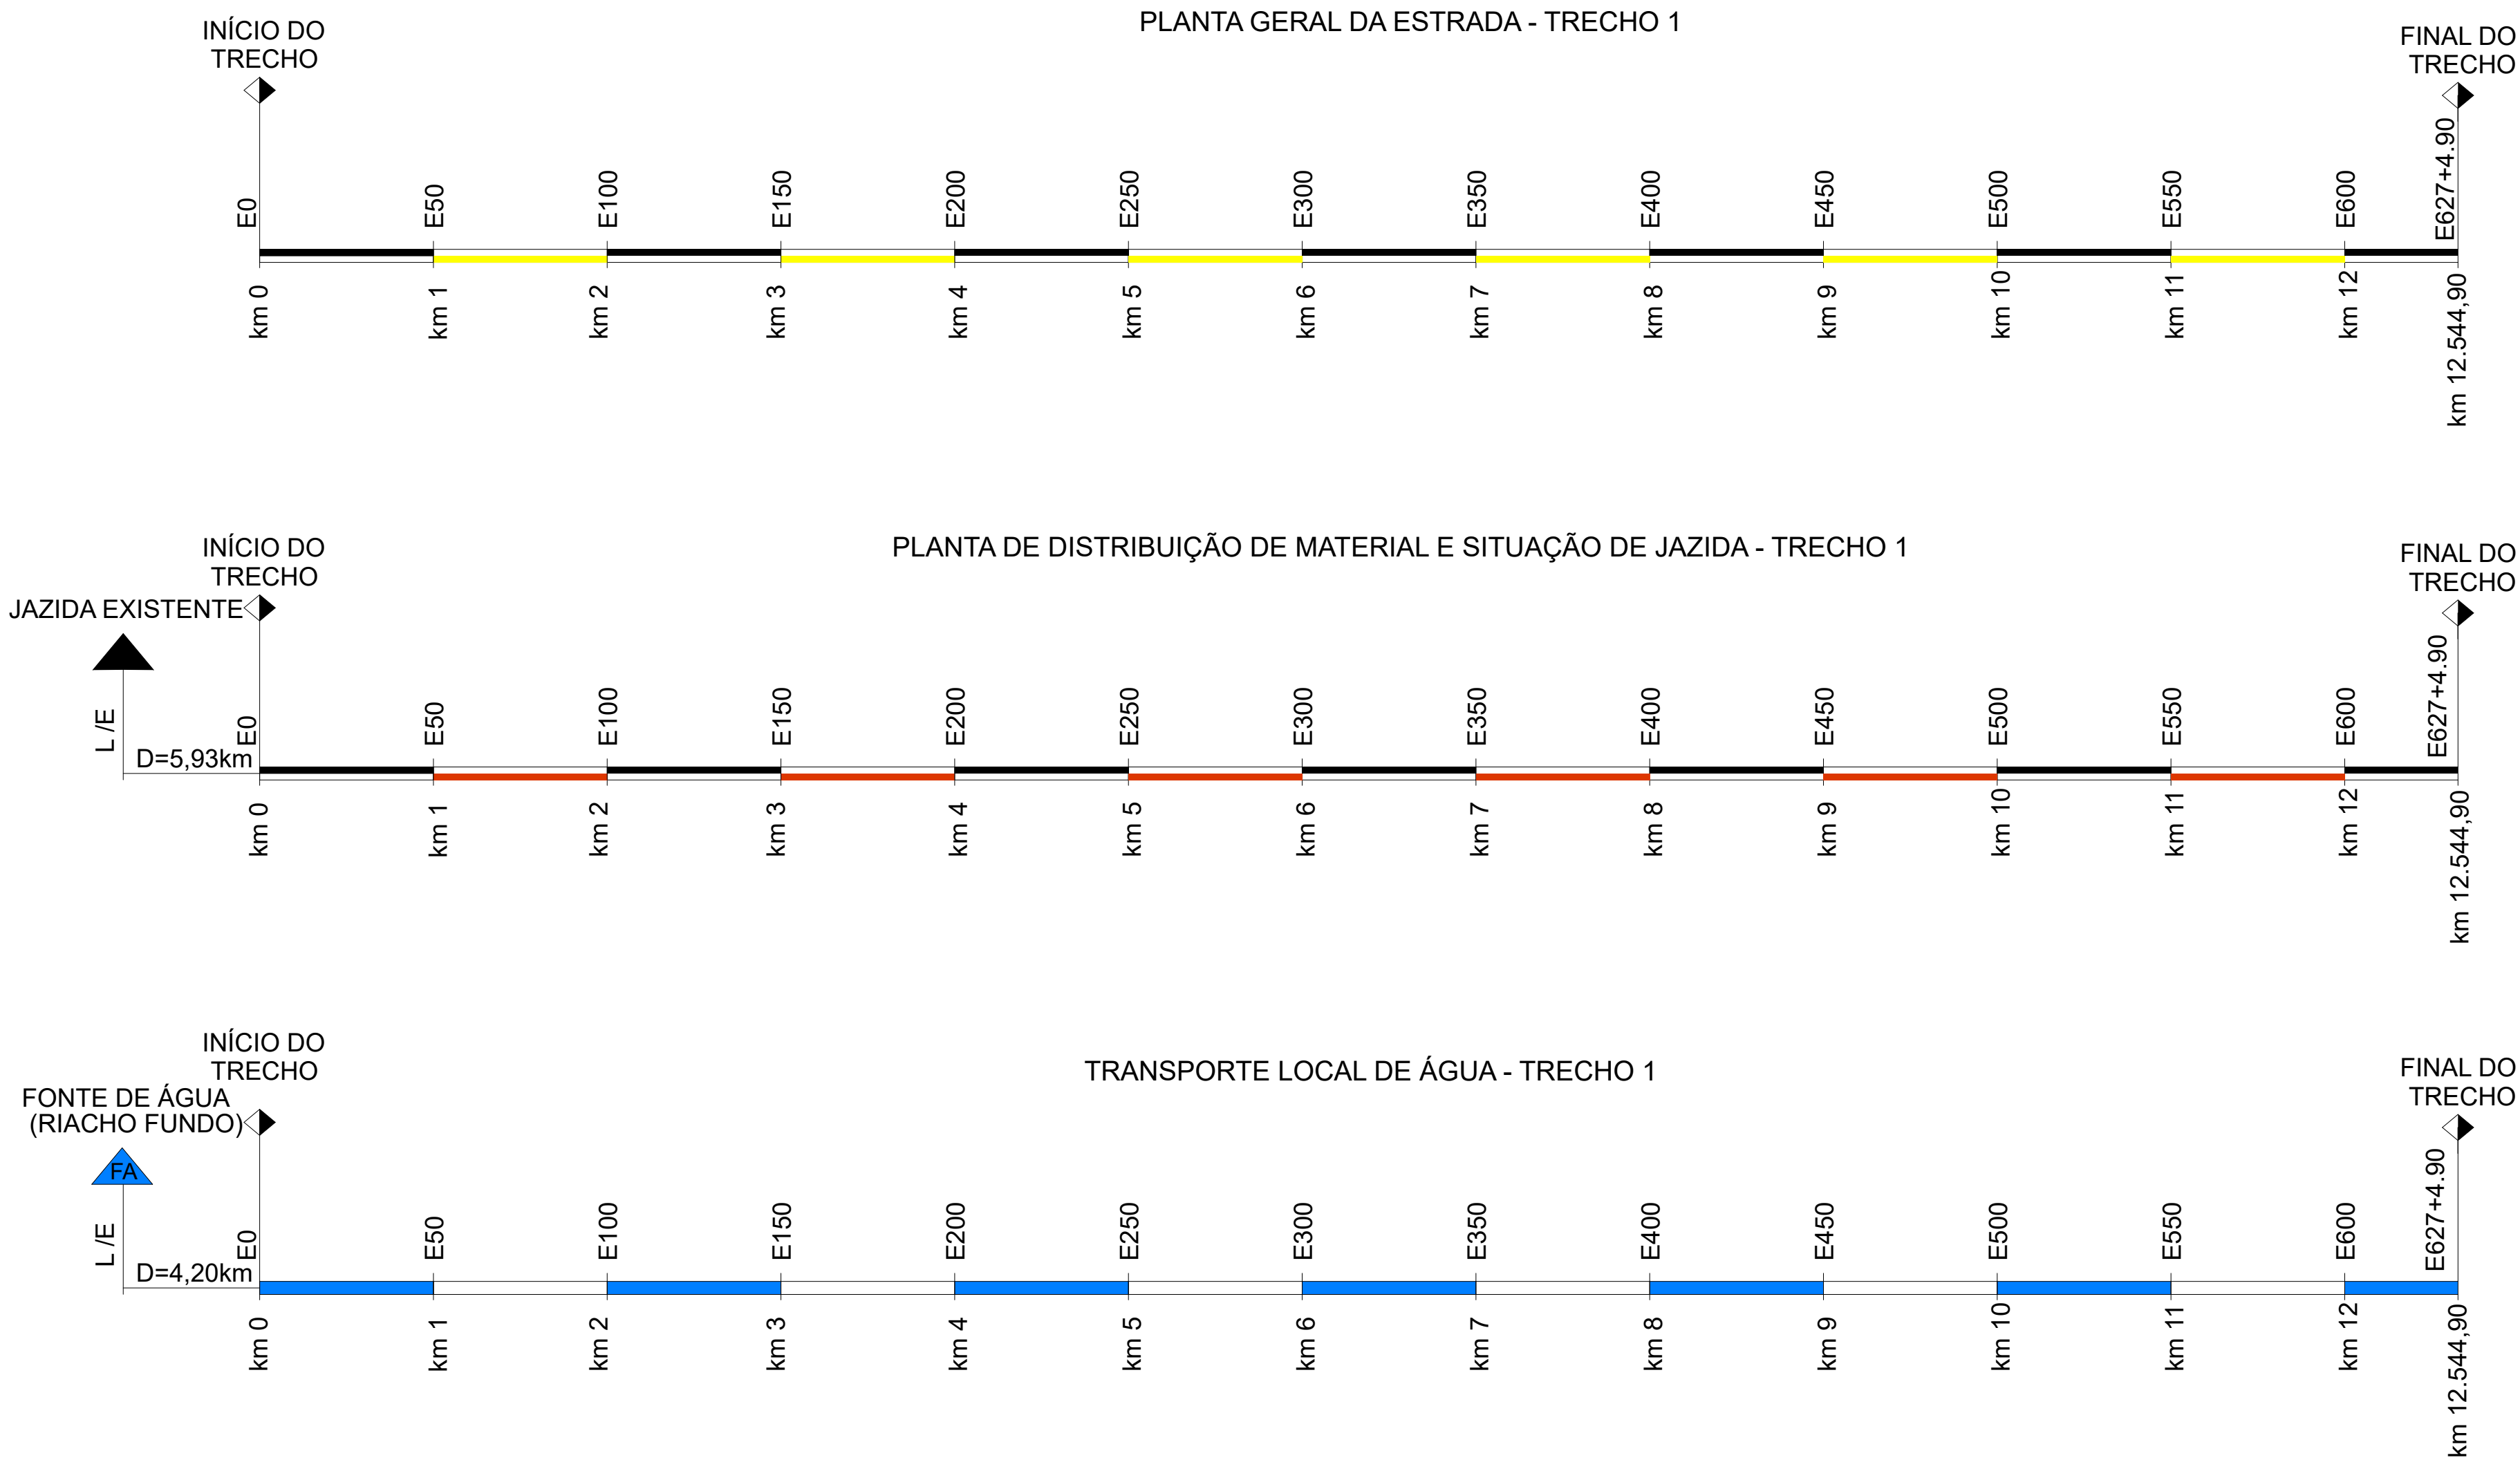 PLANTA GERAL DA ESTRADA - TRECHO 1
INÍCIO DO
TRECHO
FINAL DO
TRECHO
E0
E50
E100
E150
E200
E250
E300
E350
E400
E450
E500
E550
E600
E627+4.90
km 0
km 1
km 2
km 3
km 4
km 5
km 6
km 7
km 8
km 9
km 10
km 11
km 12
km 12.544,90
PLANTA DE DISTRIBUIÇÃO DE MATERIAL E SITUAÇÃO DE JAZIDA - TRECHO 1
INÍCIO DO
TRECHO
FINAL DO
TRECHO
JAZIDA EXISTENTE
L /E
D=5,93km
E0
E50
E100
E150
E200
E250
E300
E350
E400
E450
E500
E550
E600
E627+4.90
km 0
km 1
km 2
km 3
km 4
km 5
km 6
km 7
km 8
km 9
km 10
km 11
km 12
km 12.544,90
TRANSPORTE LOCAL DE ÁGUA - TRECHO 1
INÍCIO DO
TRECHO
FINAL DO
TRECHO
FONTE DE ÁGUA
(RIACHO FUNDO)
FA
L /E
D=4,20km
E0
E50
E100
E150
E200
E250
E300
E350
E400
E450
E500
E550
E600
E627+4.90
km 0
km 1
km 2
km 3
km 4
km 5
km 6
km 7
km 8
km 9
km 10
km 11
km 12
km 12.544,90